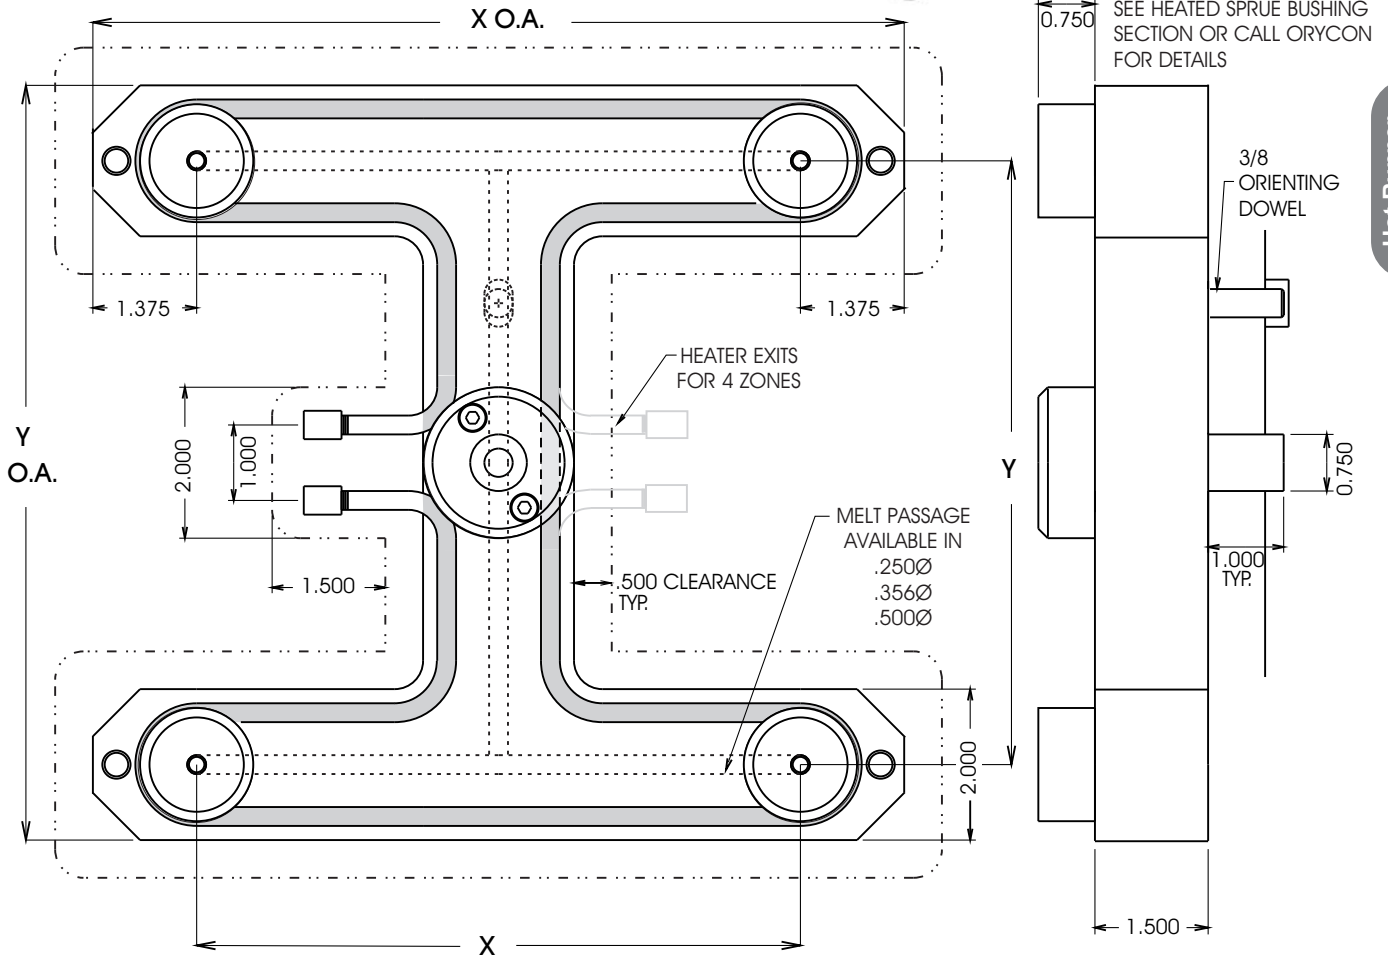 X O.A.
0.750
SEE HEATED SPRUE BUSHING
SECTION OR CALL ORYCON
FOR DETAILS
3/8
ORIENTING
DOWEL
1.375
1.375
HEATER EXITS
FOR 4 ZONES
Y
O.A.
2.000
1.000
Y
0.750
MELT PASSAGE
AVAILABLE IN
.250Ø
.356Ø
.500Ø
1.500
.500 CLEARANCE
TYP.
1.000
TYP.
2.000
1.500
X